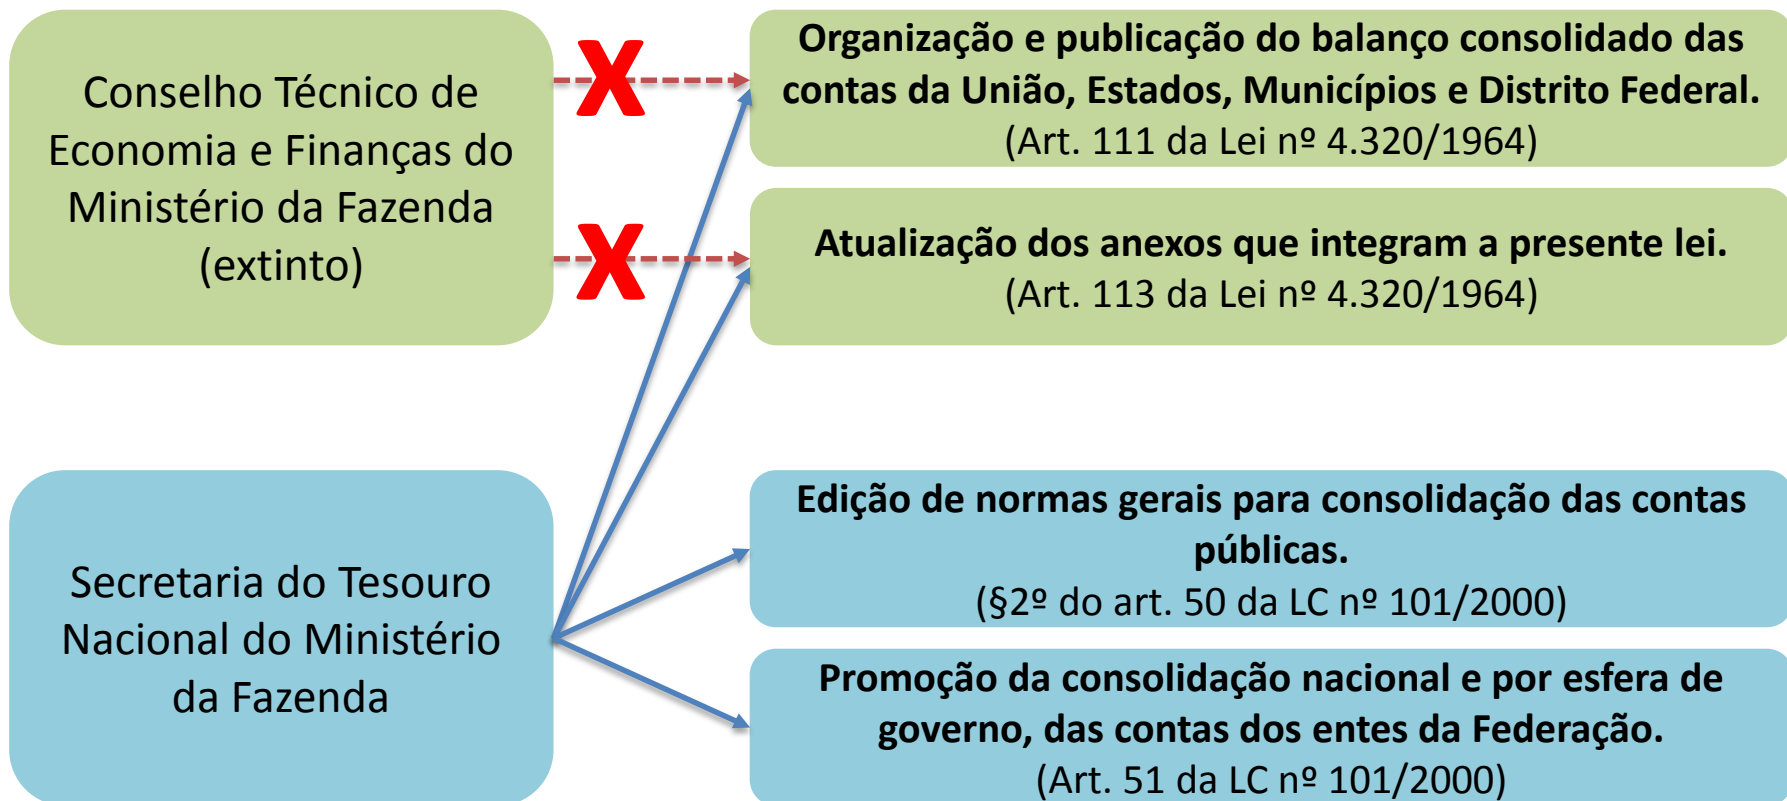 Conselho Técnico de
Economia e Finanças do
Ministério da Fazenda
(extinto)
X
X
Organização e publicação do balanço consolidado das
contas da União, Estados, Municípios e Distrito Federal.
(Art. 111 da Lei nº 4.320/1964)
Atualização dos anexos que integram a presente lei.
(Art. 113 da Lei nº 4.320/1964)
Secretaria do Tesouro
Nacional do Ministério
da Fazenda
Edição de normas gerais para consolidação das contas
públicas.
(§2º do art. 50 da LC nº 101/2000)
Promoção da consolidação nacional e por esfera de
governo, das contas dos entes da Federação.
(Art. 51 da LC nº 101/2000)